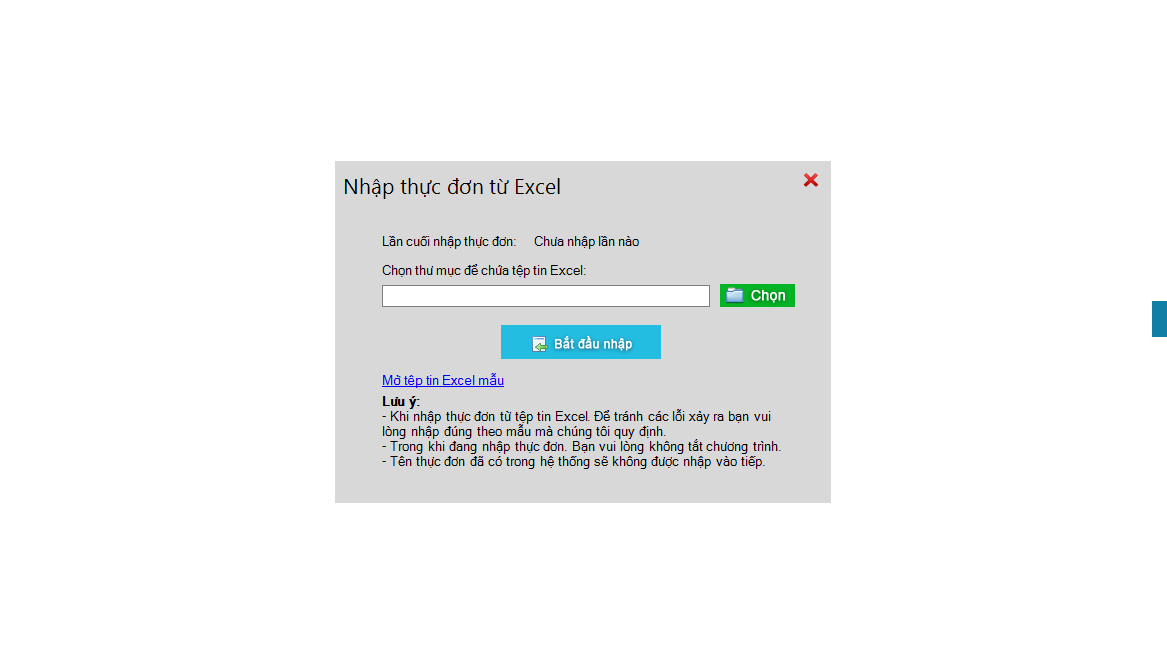 Nhập thực đơn từ Excel
Lần cuối nhập thực đơn: Chưa nhập lần nào
Chọn thư mục để chứa tệp tin Excel:
Chọn
Bắt đầu nhập
Mở têp tin Excel mẫu
Lưu ý:
- Khi nhập thực đơn từ tệp tin Excel. Để tránh các lỗi xảy ra bạn vui
lòng nhập đúng theo mẫu mà chúng tôi quy định.
- Trong khi đang nhập thực đơn. Bạn vui lòng không tắt chương trình.
- Tên thực đơn đã có trong hệ thống sẽ không được nhập vào tiếp.